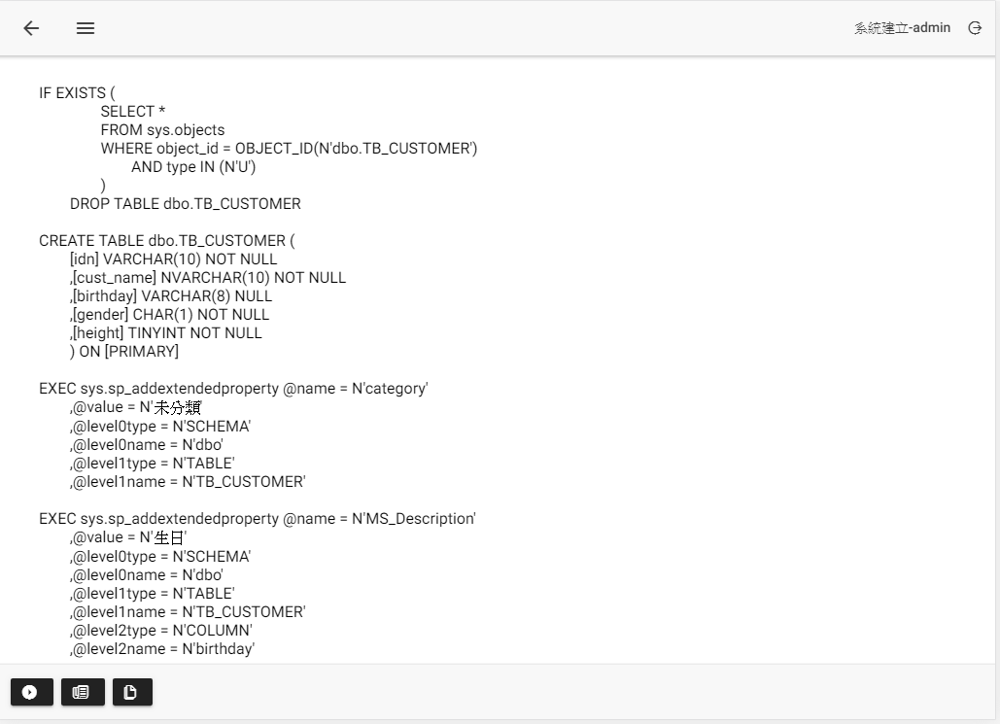 系統建立-admin
IF EXISTS (
SELECT *
FROM sys.objects
WHERE object_id = OBJECT_ID(N'dbo.TB_CUSTOMER')
AND type IN (N'U')
)
DROP TABLE dbo.TB_CUSTOMER
CREATE TABLE dbo.TB_CUSTOMER (
[idn] VARCHAR(10) NOT NULL
,[cust_name] NVARCHAR(10) NOT NULL
,[birthday] VARCHAR(8) NULL
,[gender] CHAR(1) NOT NULL
,[height] TINYINT NOT NULL
) ON [PRIMARY]
EXEC sys.sp_addextendedproperty @name = N'category'
,@value = N'未分類'
,@level0type = N'SCHEMA'
,@level0name = N'dbo'
,@level1type = N'TABLE'
,@level1name = N'TB_CUSTOMER'
EXEC sys.sp_addextendedproperty @name = N'MS_Description'
,@value = N'生日'
,@level0type = N'SCHEMA'
,@level0name = N'dbo'
,@level1type = N'TABLE'
,@level1name = N'TB_CUSTOMER'
,@level2type = N'COLUMN'
,@level2name = N'birthday'